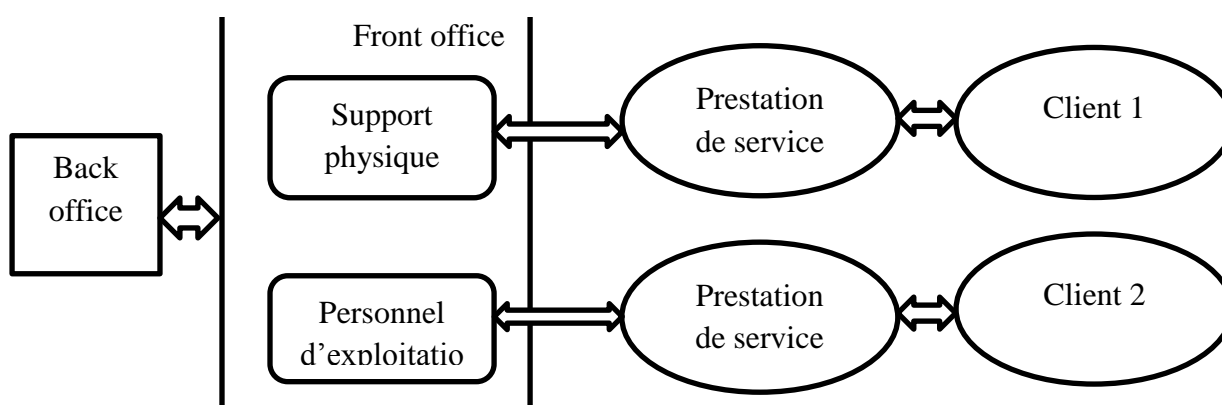 Front office
Support
physique
Prestation
de service
Client 1
Back
office
Personnel
d’exploitatio
Prestation
de service
Client 2